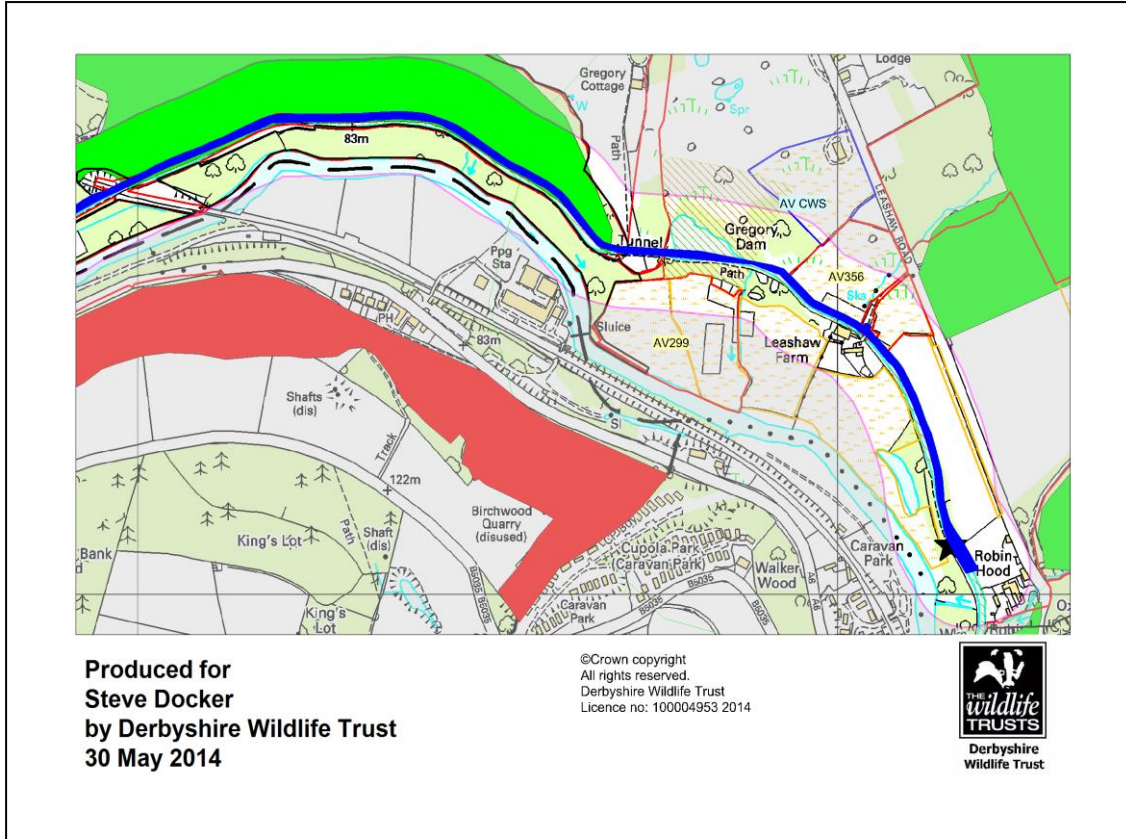 Gregory
Cottage
Lodge
Path
W
Spr
83m
LEASHAW ROAD
AV CWS
Gregory
Dam
Tunnel
Path
AV356
Sks
Ppg
Sta
PH
83m
Sluice
AV299
Leashaw
Farm
Shafts
(dis)
Sl
Track
122m
Birchwood
Quarry
(disused)
King's Lot
Shaft
(dis)
Path
Bank
King's
Lot
B5035
B5035
B5035
Cupola Park
(Caravan Park)
Caravan
Park
Walker
Wood
A6
A6
Caravan
Park
Robin
Hood
Produced for
Steve Docker
by Derbyshire Wildlife Trust
30 May 2014
©Crown copyright
All rights reserved.
Derbyshire Wildlife Trust
Licence no: 100004953 2014
THE
wildlife
TRUSTS
Derbyshire
Wildlife Trust